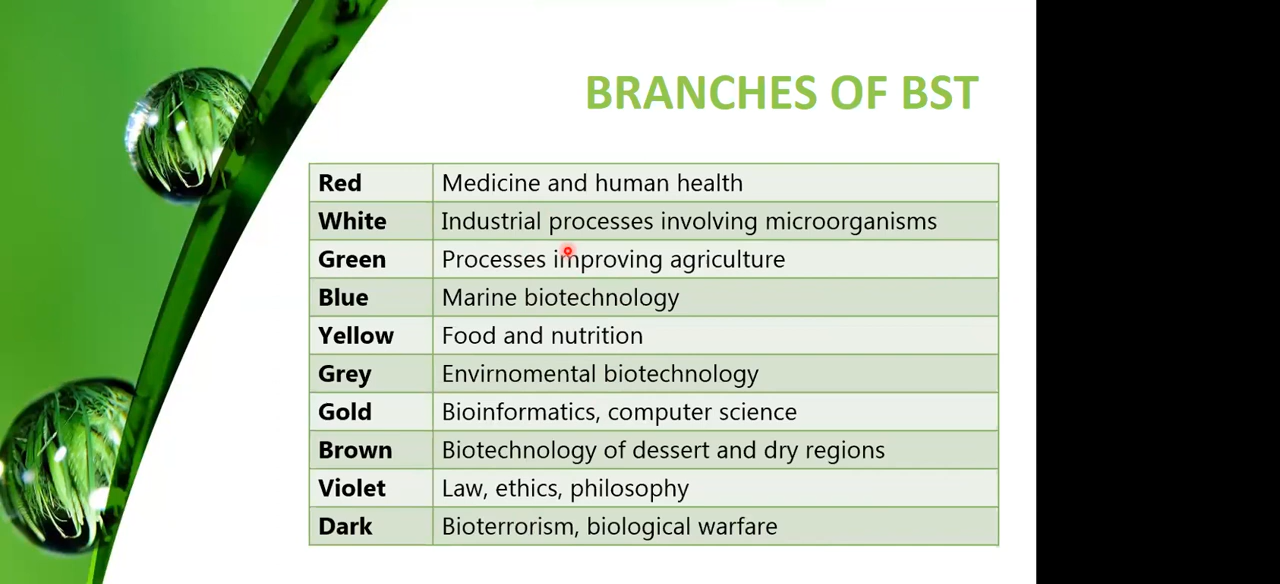 BRANCHES OF BST
Red Medicine and human health
White Industrial processes involving microorganisms
Green Processes improving agriculture
Blue Marine biotechnology
Yellow Food and nutrition
Grey Envirnomental biotechnology
Gold Bioinformatics, computer science
Brown Biotechnology of dessert and dry regions
Violet Law, ethics, philosophy
Dark Bioterrorism, biological warfare